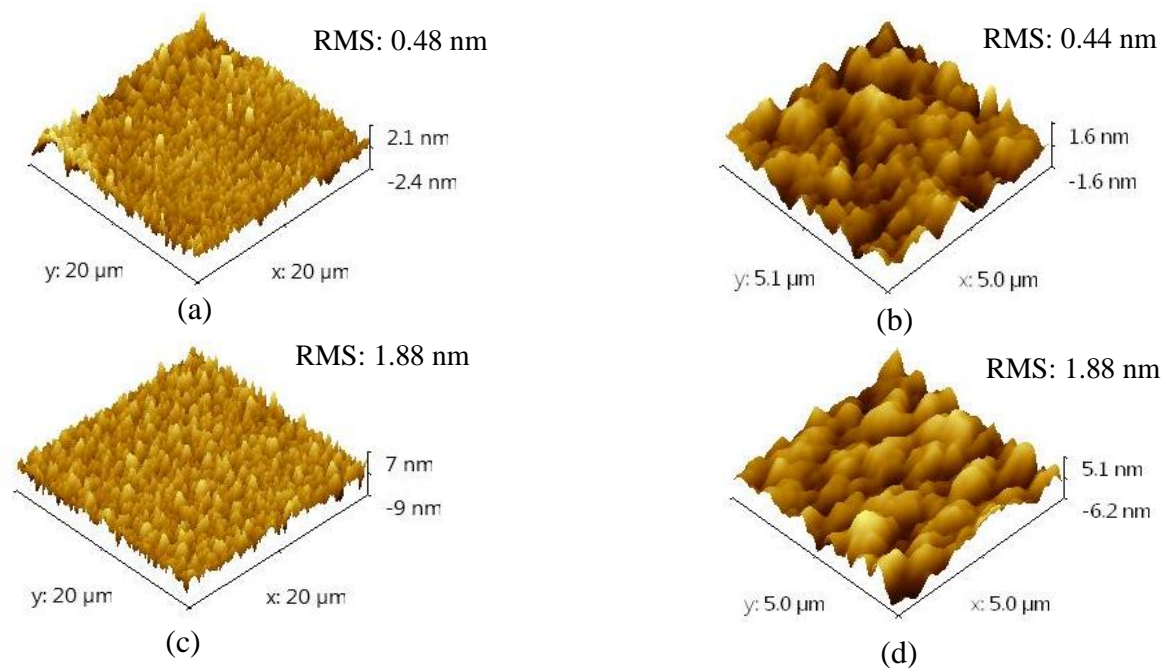 RMS: 0.48 nm
2.1 nm
-2.4 nm
y: 20 µm
x: 20 µm
(a)
RMS: 0.44 nm
1.6 nm
-1.6 nm
y: 5.1 µm
x: 5.0 µm
(b)
RMS: 1.88 nm
7 nm
-9 nm
y: 20 µm
x: 20 µm
(c)
RMS: 1.88 nm
5.1 nm
-6.2 nm
y: 5.0 µm
x: 5.0 µm
(d)